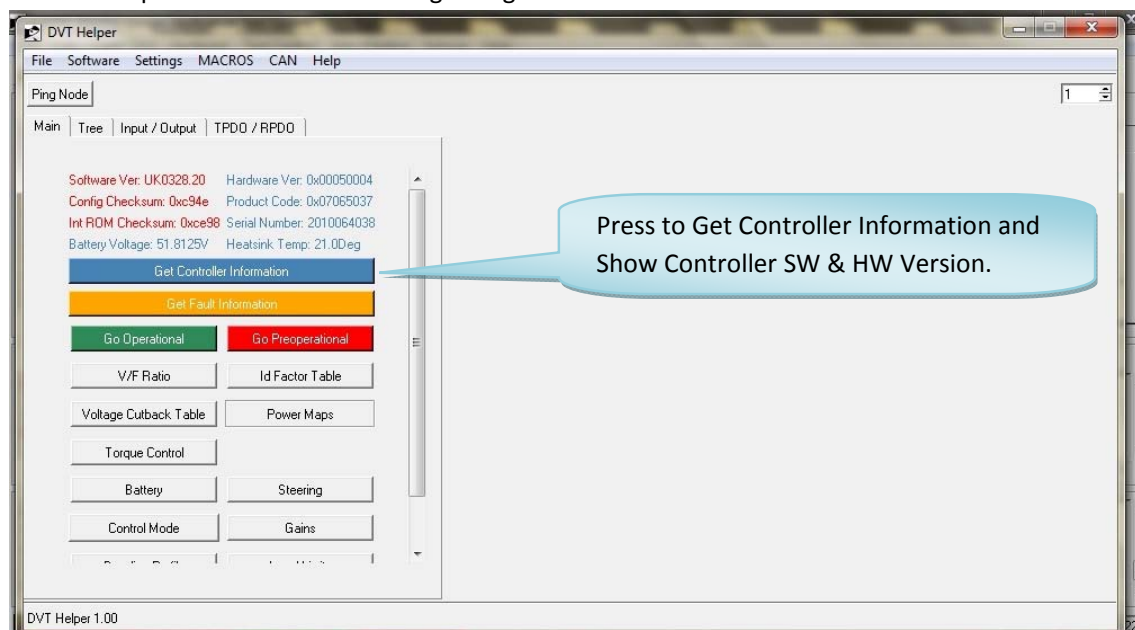 DVT Helper
File Software Settings MACROS CAN Help
Ping Node
1
Main Tree Input / Output TPDO / RPDO
Software Ver: UK0328.20 Hardware Ver: 0x00050004
Config Checksum: 0xc94e Product Code: 0x07065037
Int ROM Checksum: 0xce98 Serial Number: 2010064038
Battery Voltage: 51.8125V Heatsink Temp: 21.0Deg
Get Controller Information
Get Fault Information
Go Operational Go Preoperational
V/F Ratio Id Factor Table
Voltage Cutback Table Power Maps
Torque Control
Battery Steering
Control Mode Gains
Press to Get Controller Information and
Show Controller SW & HW Version.
DVT Helper 1.00